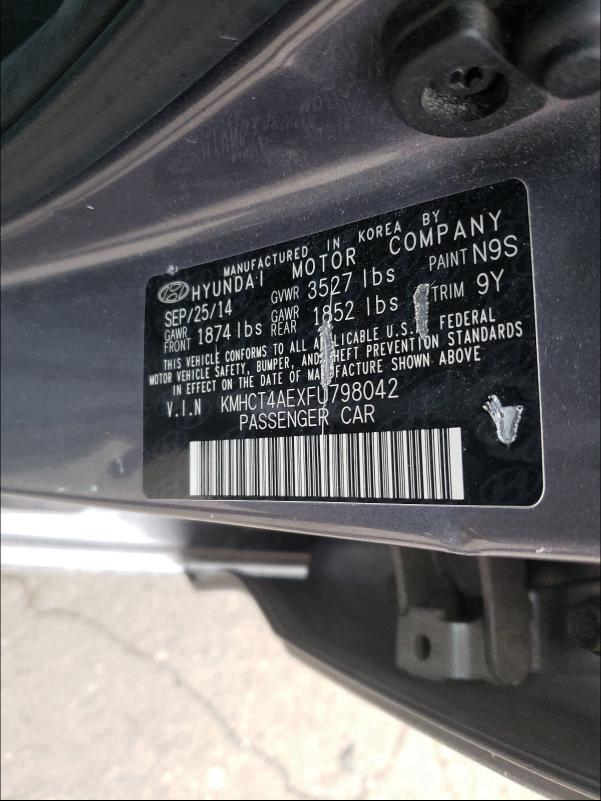 MANUFACTURED IN KOREA BY
HYUNDAI MOTOR COMPANY
SEP/25/14 GVWR 3527 lbs PAINT N9S
GAWR FRONT 1874 lbs GAWR REAR 1852 lbs TRIM 9Y
THIS VEHICLE CONFORMS TO ALL APPLICABLE U.S. FEDERAL
MOTOR VEHICLE SAFETY, BUMPER, AND THEFT PREVENTION STANDARDS
IN EFFECT ON THE DATE OF MANUFACTURE SHOWN ABOVE
V.I.N KMHCT4AEXFU798042
PASSENGER CAR